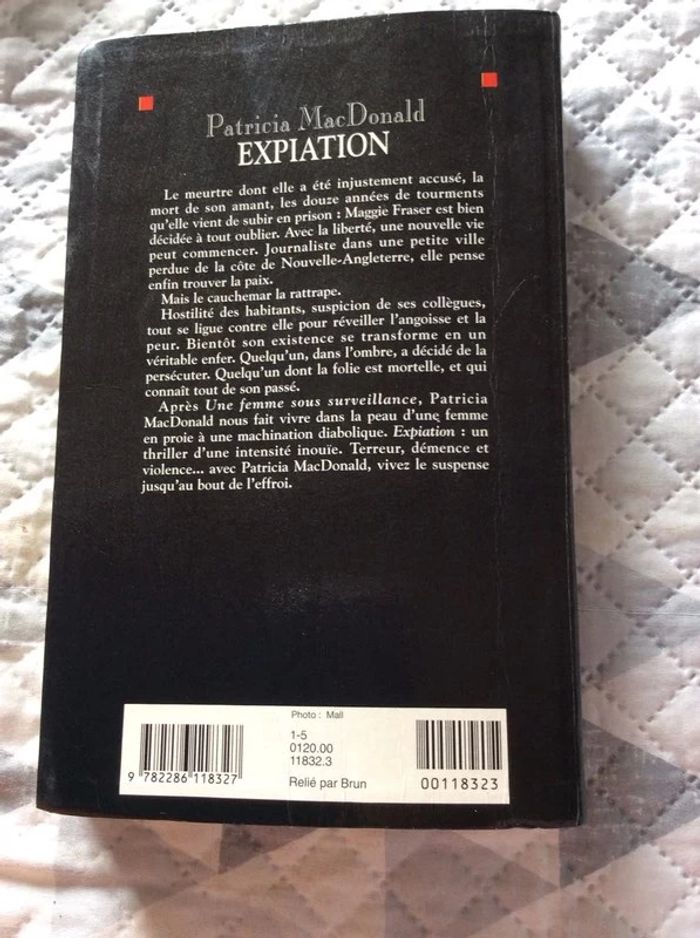 Patricia MacDonald
EXPIATION
Le meurtre dont elle a été injustement accusé, la
mort de son amant, les douze années de tourments
qu'elle vient de subir en prison : Maggie Fraser est bien
décidée à tout oublier. Avec la liberté, une nouvelle vie
peut commencer. Journaliste dans une petite ville
perdue de la côte de Nouvelle-Angleterre, elle pense
enfin trouver la paix.
Mais le cauchemar la rattrape.
Hostilité des habitants, suspicion de ses collègues,
tout se ligue contre elle pour réveiller l'angoisse et la
peur. Bientôt son existence se transforme en un
véritable enfer. Quelqu'un, dans l'ombre, a décidé de la
persécuter. Quelqu'un dont la folie est mortelle, et qui
connaît tout de son passé.
Après Une femme sous surveillance, Patricia
MacDonald nous fait vivre dans la peau d'une femme
en proie à une machination diabolique. Expiation : un
thriller d'une intensité inouïe. Terreur, démence et
violence... avec Patricia MacDonald, vivez le suspense
jusqu'au bout de l'effroi.
Photo : Mall
1-5
0120.00
11832.3
Relié par Brun
9 782286 118327
00118323